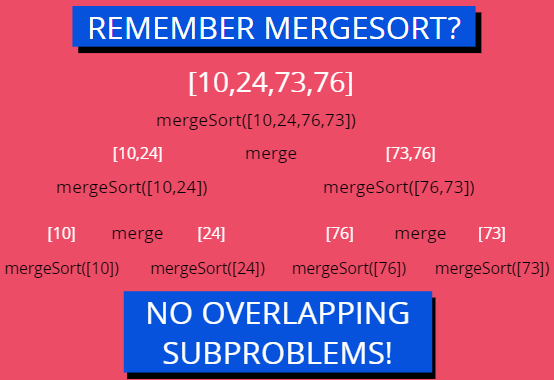 REMEMBER MERGESORT?
[10,24,73,76]
mergeSort([10,24,76,73])
[10,24] merge [73,76]
mergeSort([10,24]) mergeSort([76,73])
[10] merge [24] [76] merge [73]
mergeSort([10]) mergeSort([24]) mergeSort([76]) mergeSort([73])
NO OVERLAPPING
SUBPROBLEMS!